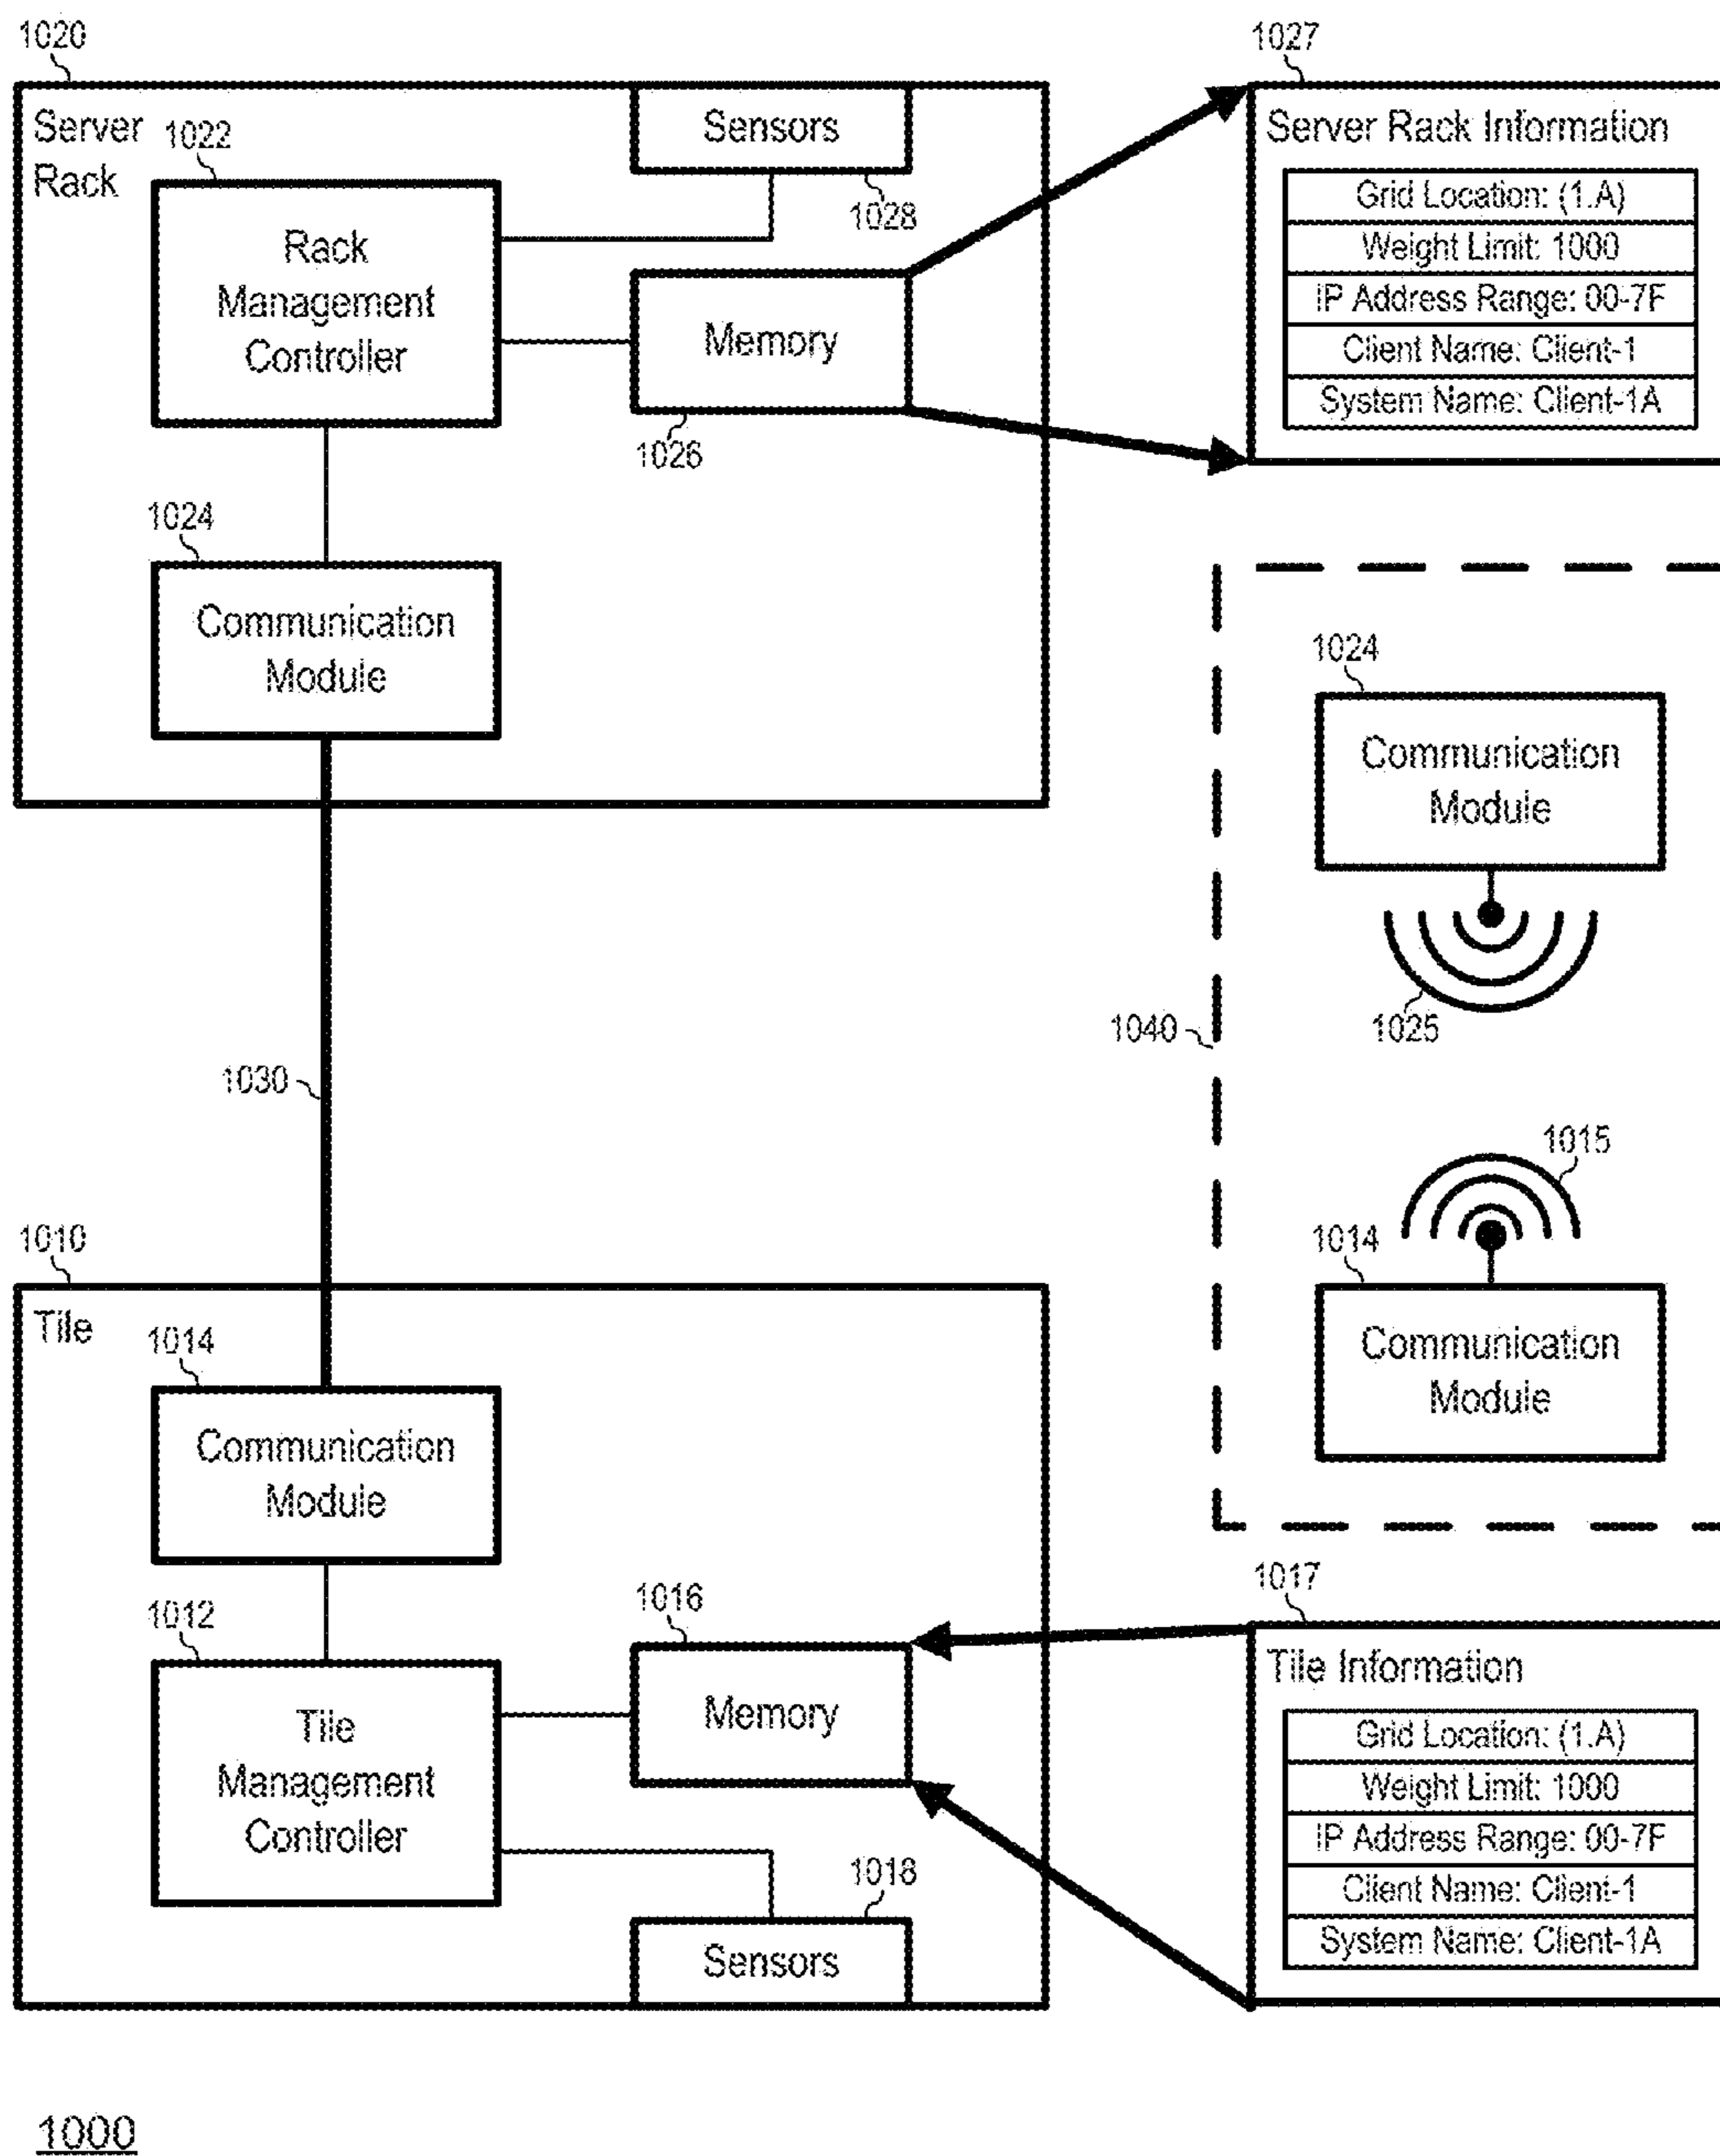 1020
Server
Rack
1022
Rack
Management
Controller
Sensors
1028
Memory
1026
1024
Communication
Module
1027
Server Rack Information
Grid Location: (1.A)
Weight Limit: 1000
IP Address Range: 00-7F
Client Name: Client-1
System Name: Client-1A
1030
1040
1024
Communication
Module
1025
1015
1014
Communication
Module
1010
Tile
1014
Communication
Module
1012
Tile
Management
Controller
1016
Memory
1018
Sensors
1017
Tile Information
Grid Location: (1.A)
Weight Limit: 1000
IP Address Range: 00-7F
Client Name: Client-1
System Name: Client-1A
1000